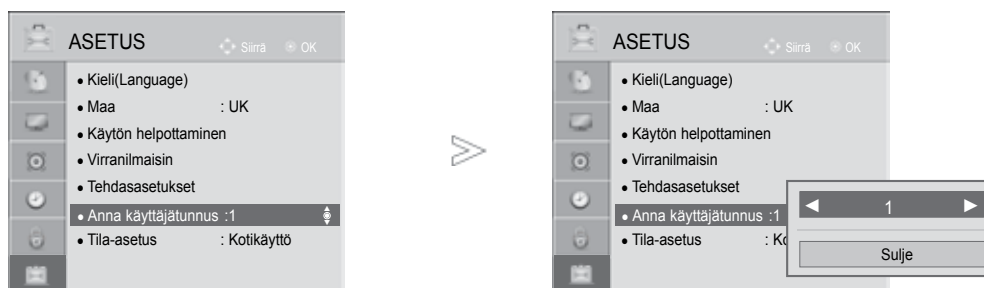 ASETUS Siirrä OK
• Kieli(Language)
• Maa : UK
• Käytön helpottaminen
• Virranilmaisin
• Tehdasasetukset
• Anna käyttäjätunnus :1
• Tila-asetus : Kotikäyttö
ASETUS Siirrä OK
• Kieli(Language)
• Maa : UK
• Käytön helpottaminen
• Virranilmaisin
• Tehdasasetukset
• Anna käyttäjätunnus :1
• Tila-asetus : Ko
◀ 1 ▶
Sulje